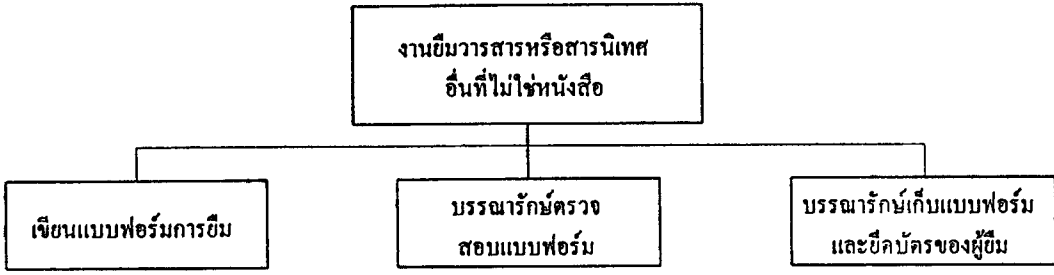 งานยืมวารสารหรือสารนิเทศ
อื่นที่ไม่ใช่หนังสือ
เขียนแบบฟอร์มการยืม
บรรณารักษ์ตรวจ
สอบแบบฟอร์ม
บรรณารักษ์เก็บแบบฟอร์ม
และยึดบัตรของผู้ยืม